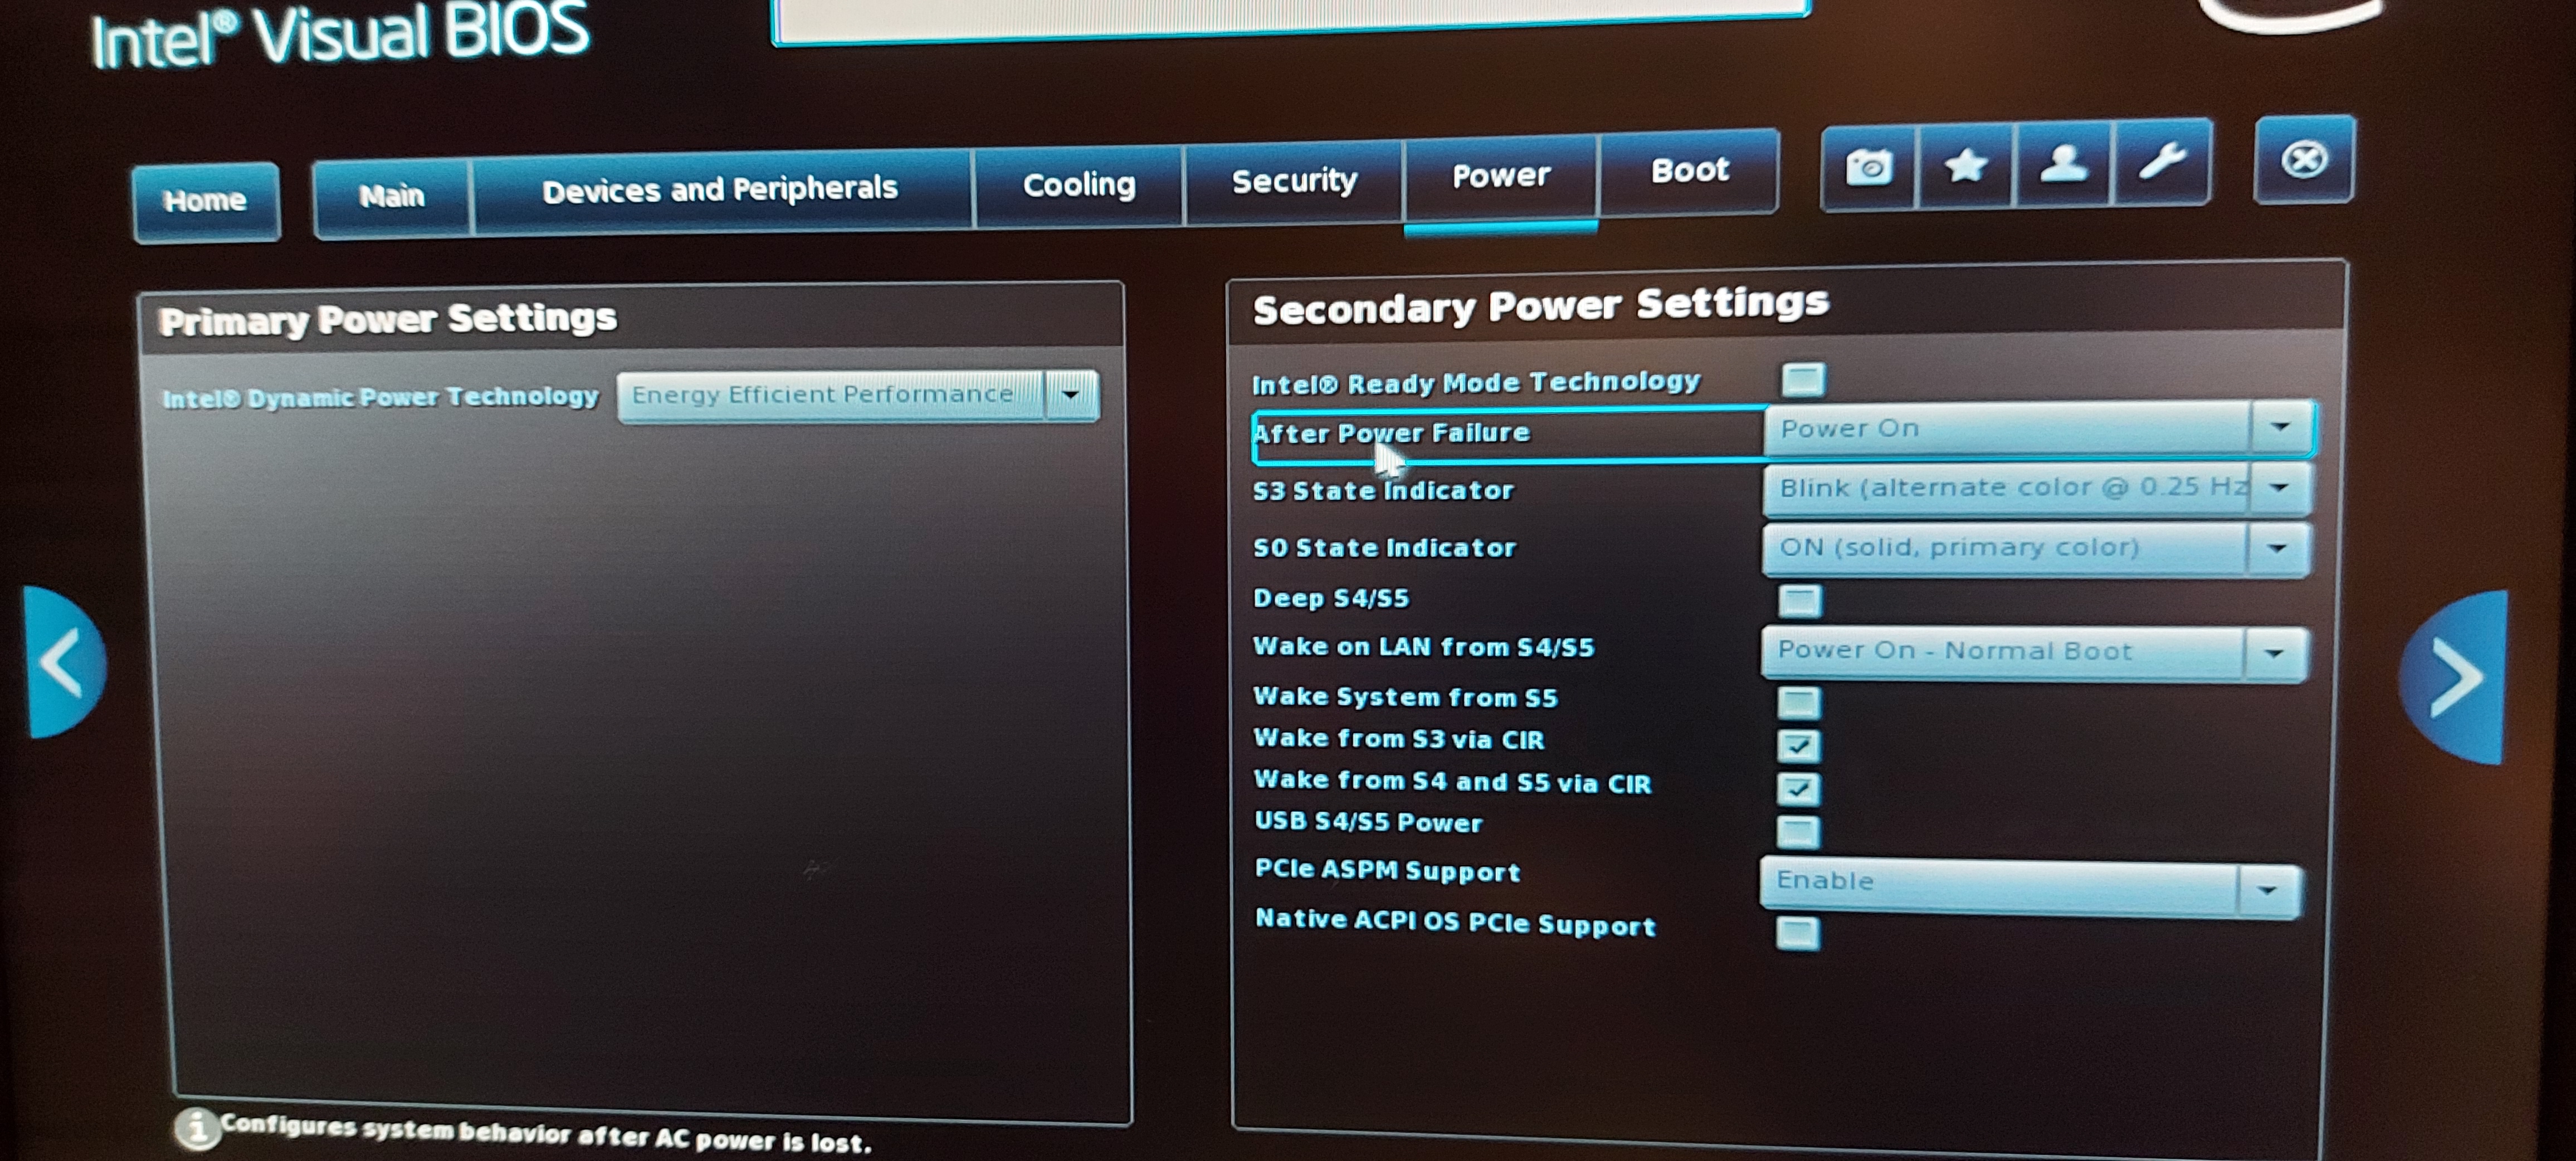 Intel® Visual BIOS
Home
Main
Devices and Peripherals
Cooling
Security
Power
Boot
Primary Power Settings
Intel® Dynamic Power Technology
Energy Efficient Performance
Secondary Power Settings
Intel® Ready Mode Technology
After Power Failure
Power On
S3 State Indicator
Blink (alternate color @ 0.25 Hz
S0 State Indicator
ON (solid, primary color)
Deep S4/S5
Wake on LAN from S4/S5
Power On - Normal Boot
Wake System from S5
Wake from S3 via CIR
Wake from S4 and S5 via CIR
USB S4/S5 Power
PCIe ASPM Support
Enable
Native ACPI OS PCIe Support
Configures system behavior after AC power is lost.